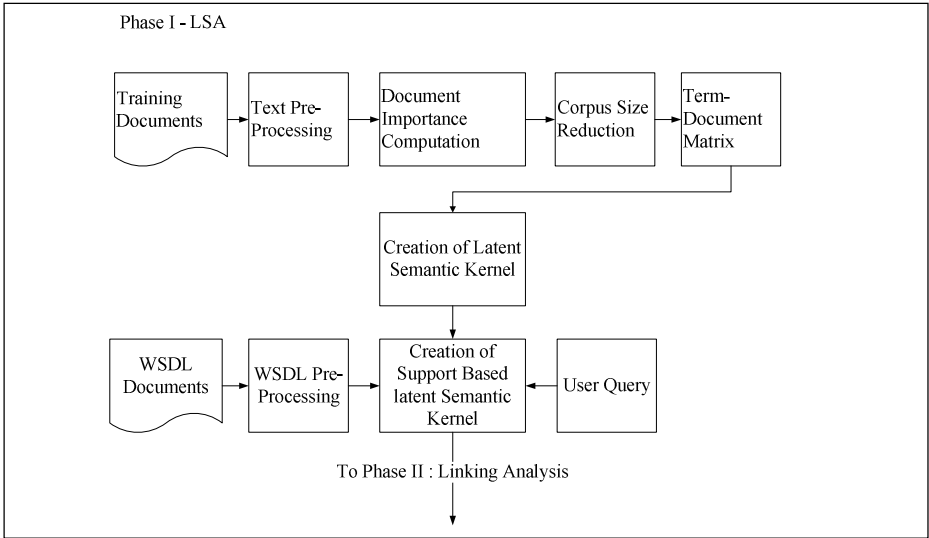 Phase I - LSA
Training
Documents
Text Pre-
Processing
Document
Importance
Computation
Corpus Size
Reduction
Term-
Document
Matrix
Creation of Latent
Semantic Kernel
WSDL
Documents
WSDL Pre-
Processing
Creation of
Support Based
latent Semantic
Kernel
User Query
To Phase II : Linking Analysis